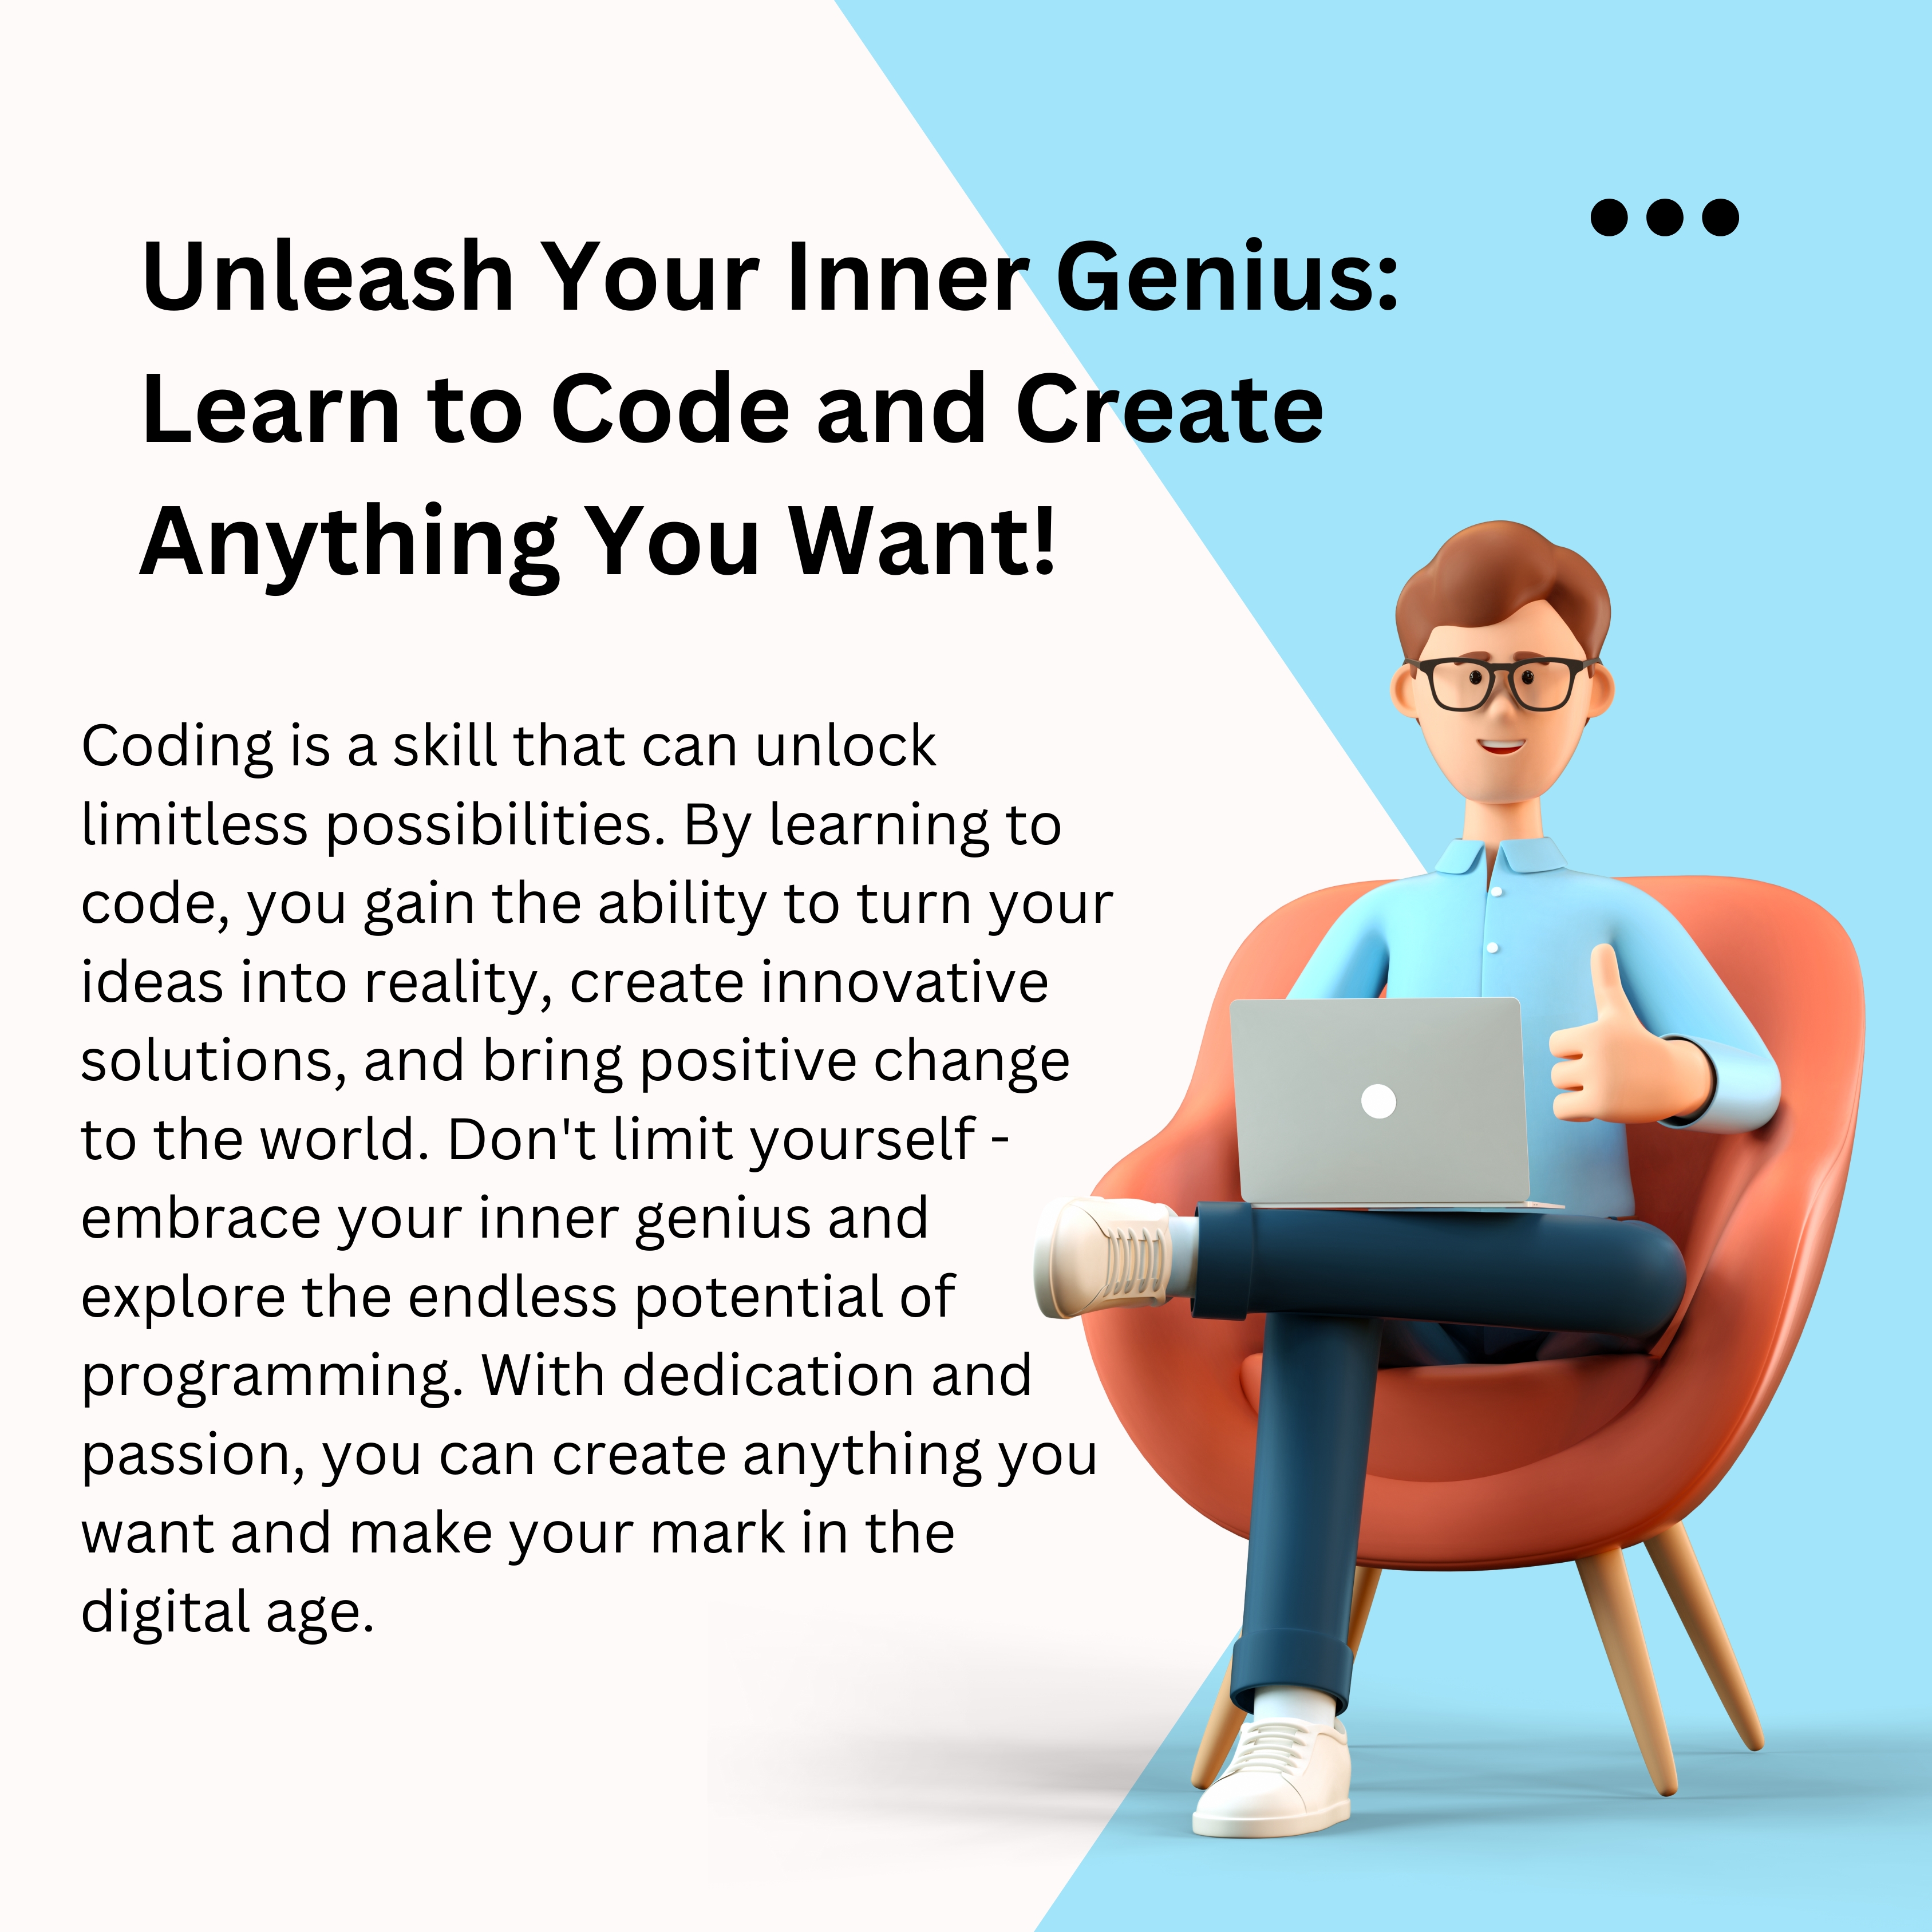 Unleash Your Inner Genius:
Learn to Code and Create
Anything You Want!
Coding is a skill that can unlock
limitless possibilities. By learning to
code, you gain the ability to turn your
ideas into reality, create innovative
solutions, and bring positive change
to the world. Don't limit yourself -
embrace your inner genius and
explore the endless potential of
programming. With dedication and
passion, you can create anything you
want and make your mark in the
digital age.